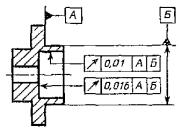 А Б
↗ 0,01 А Б
↗ 0,016 А Б